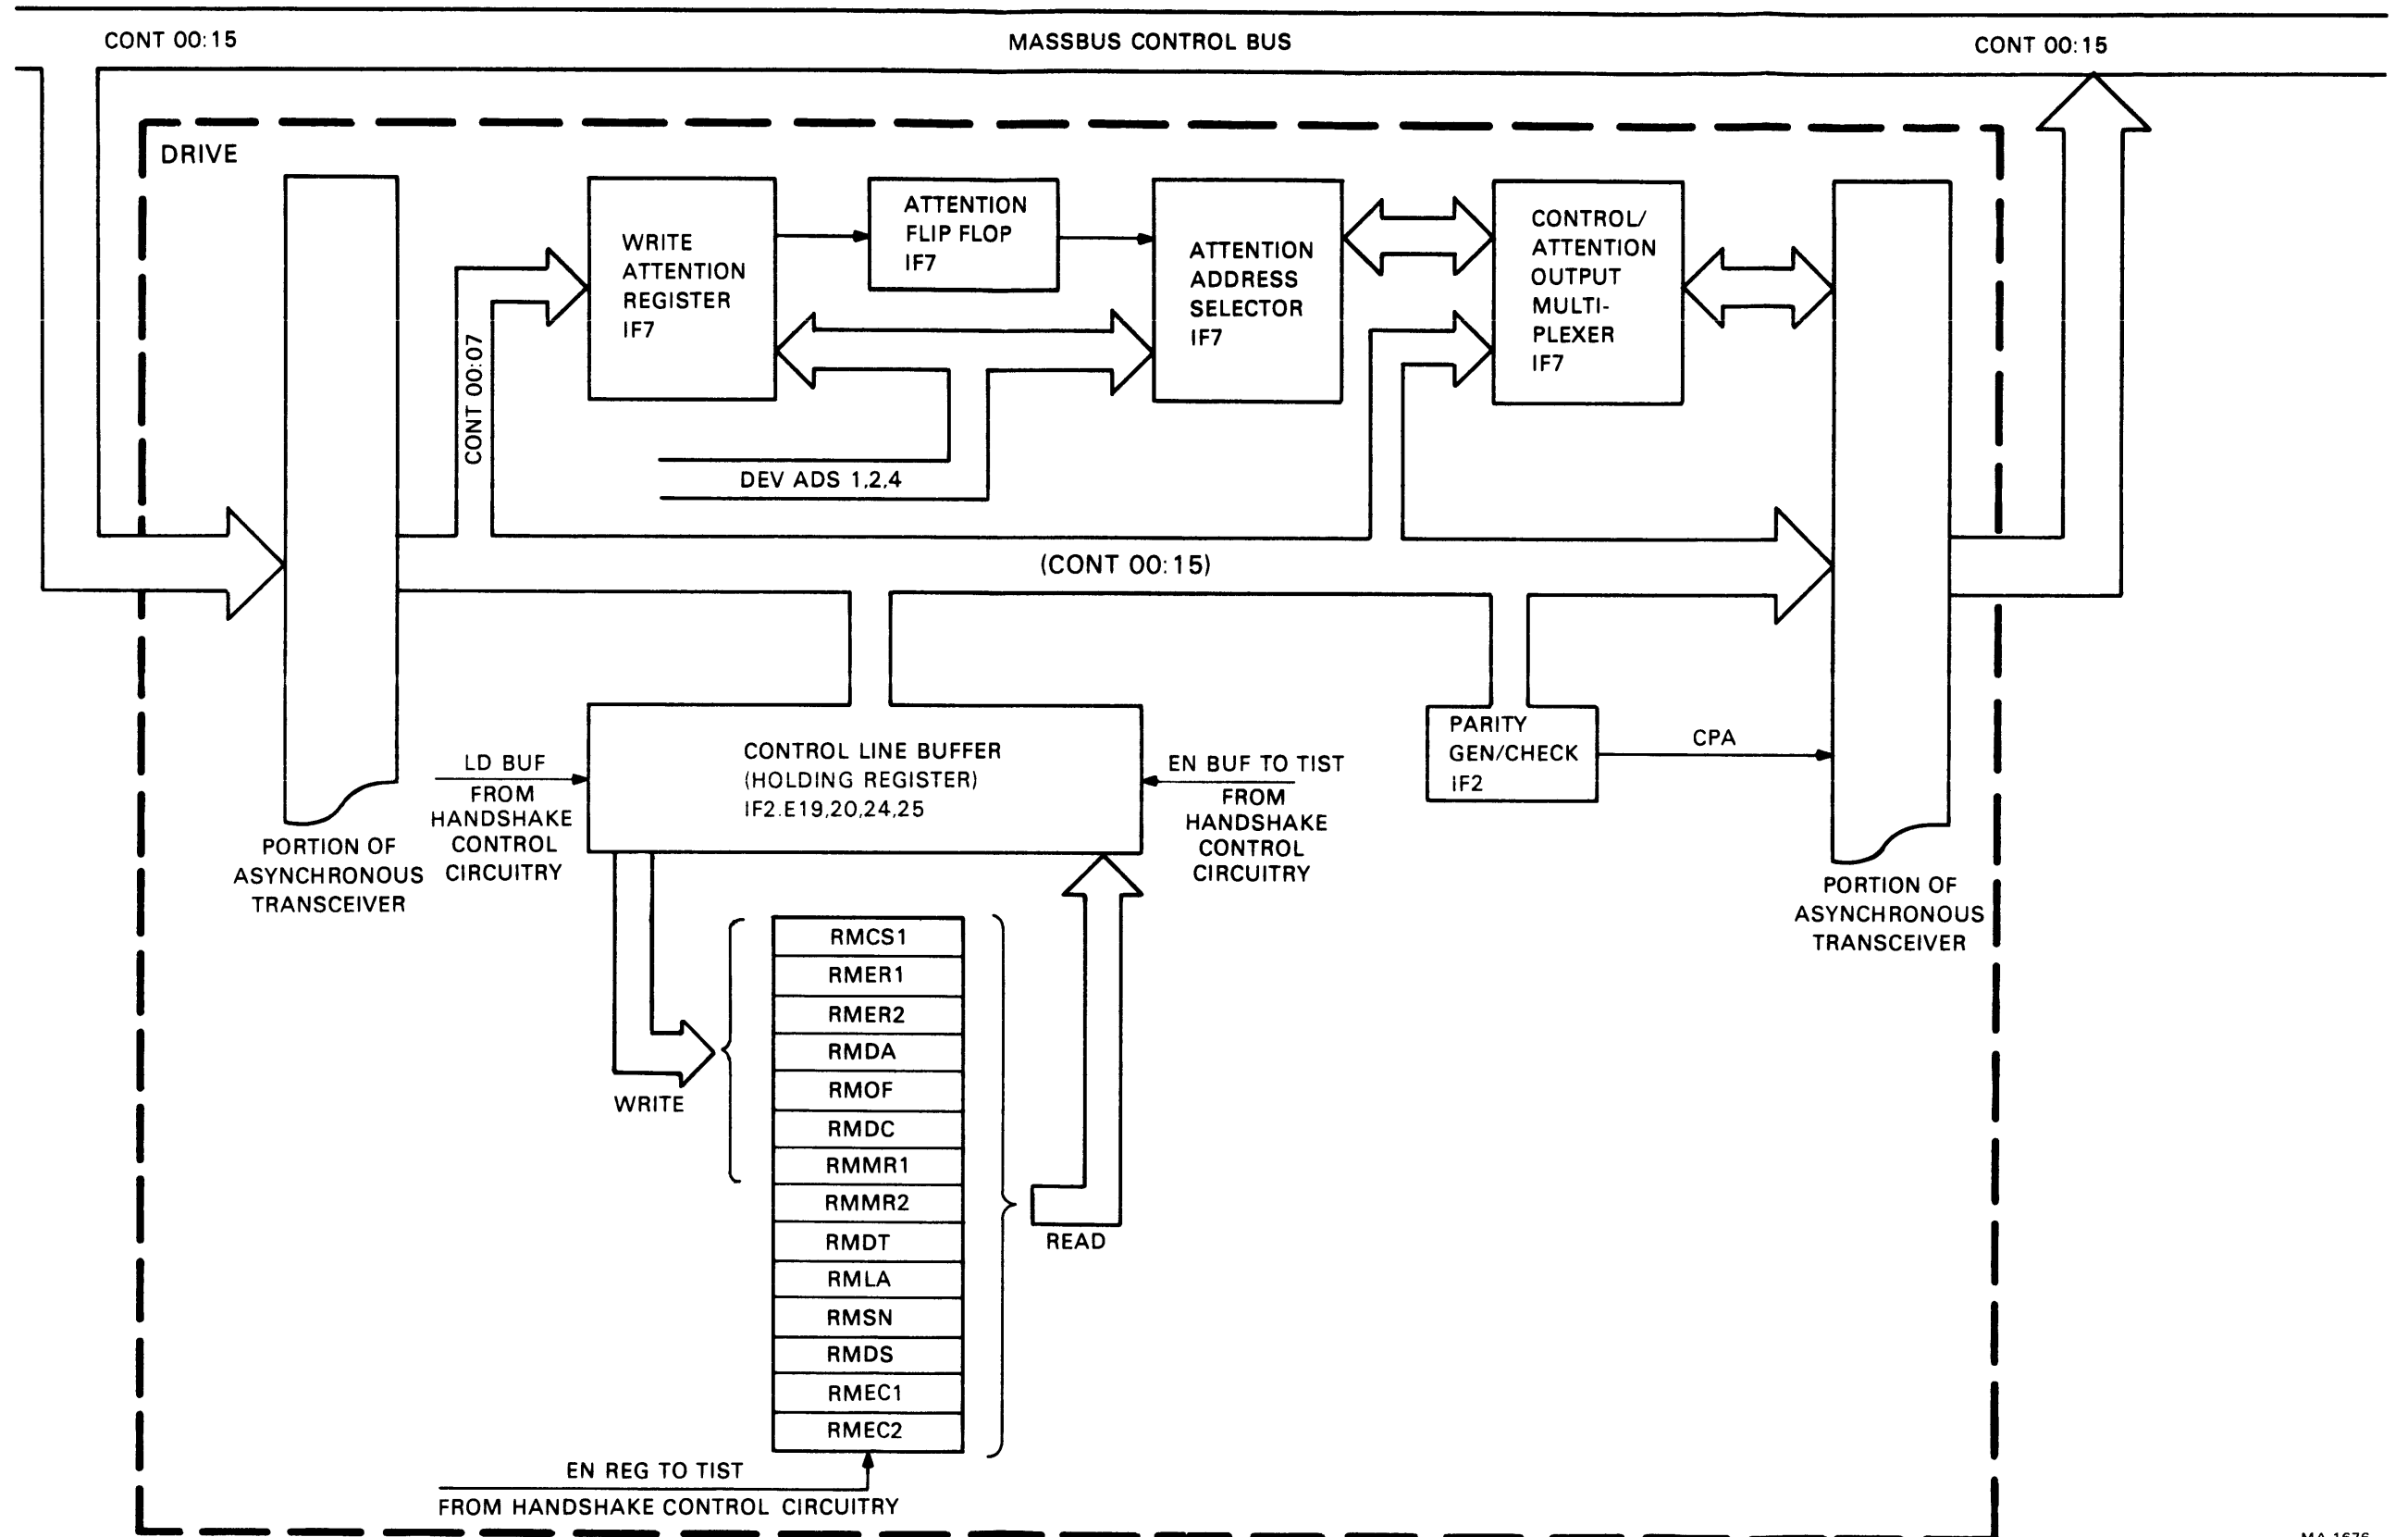 CONT 00:15
MASSBUS CONTROL BUS
CONT 00:15
DRIVE
WRITE
ATTENTION
REGISTER
IF7
ATTENTION
FLIP FLOP
IF7
ATTENTION
ADDRESS
SELECTOR
IF7
CONTROL/
ATTENTION
OUTPUT
MULTI-
PLEXER
IF7
CONT 00:07
DEV ADS 1,2,4
(CONT 00:15)
LD BUF
FROM
HANDSHAKE
CONTROL
CIRCUITRY
CONTROL LINE BUFFER
(HOLDING REGISTER)
IF2.E19,20,24,25
EN BUF TO TIST
FROM
HANDSHAKE
CONTROL
CIRCUITRY
PARITY
GEN/CHECK
IF2
CPA
PORTION OF
ASYNCHRONOUS
TRANSCEIVER
PORTION OF
ASYNCHRONOUS
TRANSCEIVER
WRITE
RMCS1
RMER1
RMER2
RMDA
RMOF
RMDC
RMMR1
RMMR2
RMDT
RMLA
RMSN
RMDS
RMEC1
RMEC2
READ
EN REG TO TIST
FROM HANDSHAKE CONTROL CIRCUITRY
MA-1676